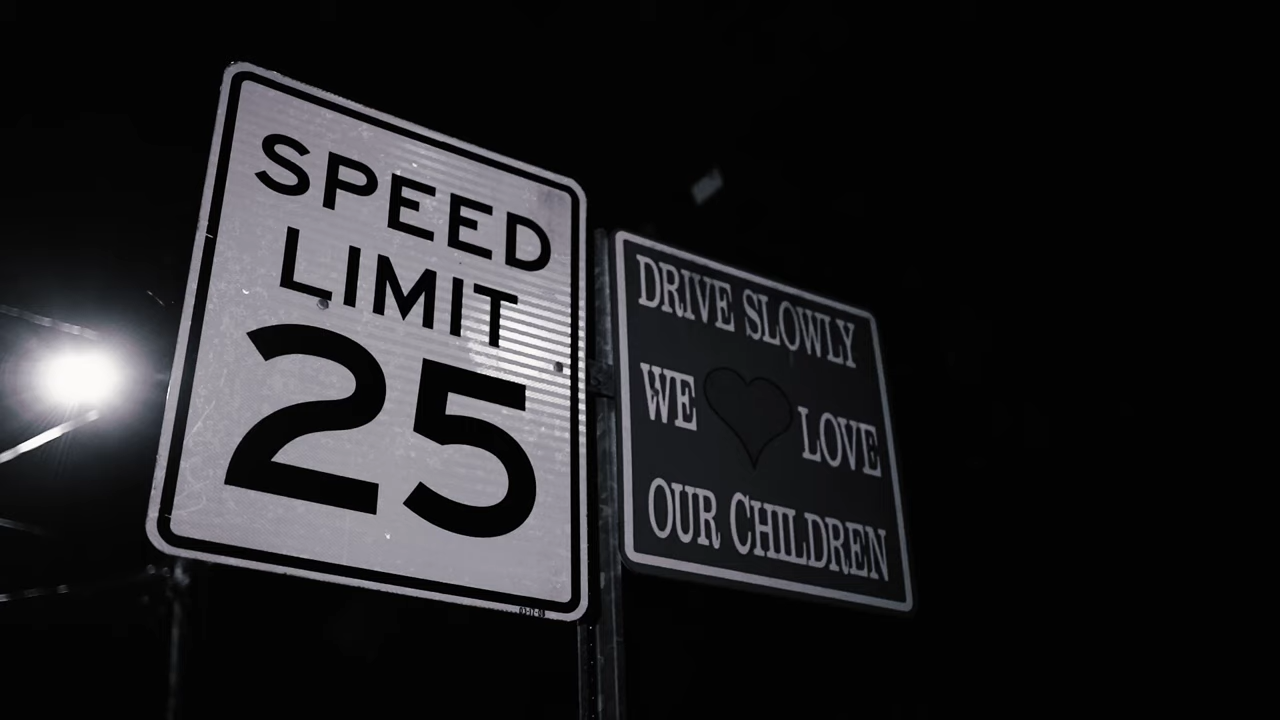 SPEED
LIMIT
25
DRIVE SLOWLY
WE LOVE
OUR CHILDREN